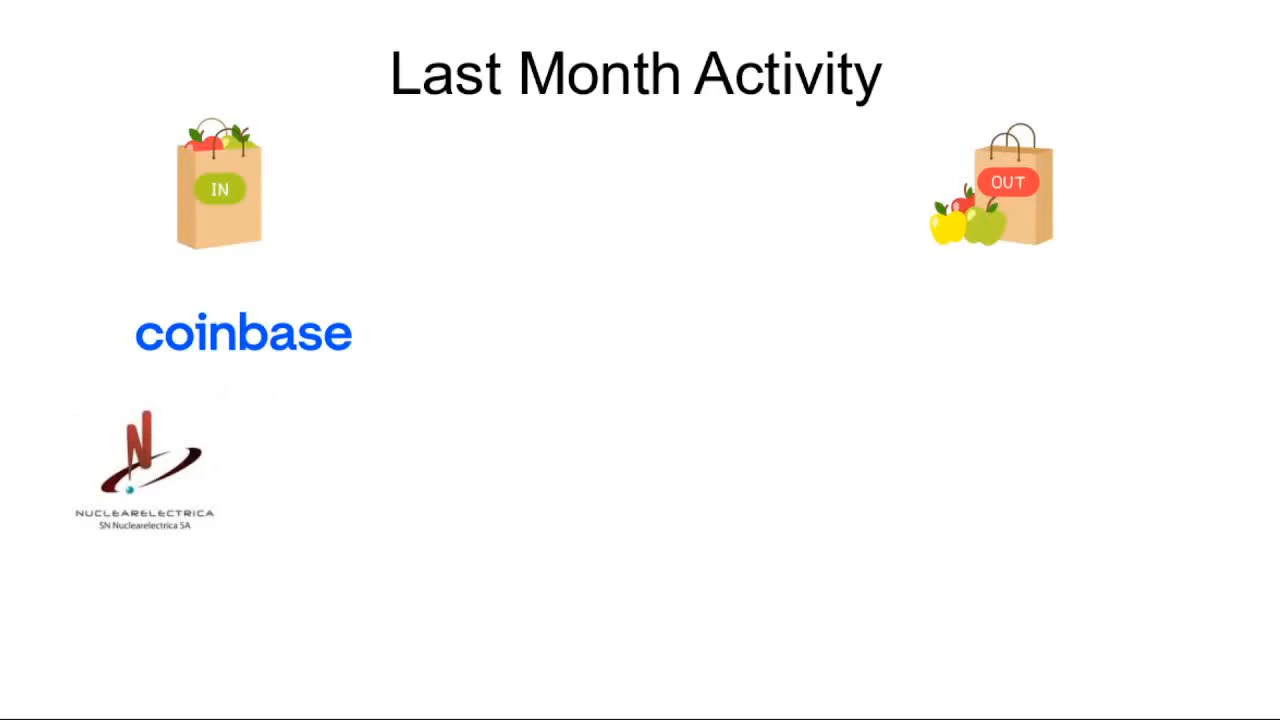 Last Month Activity
IN
OUT
coinbase
NUCLEARELECTRICA
SN Nuclearelectrica SA